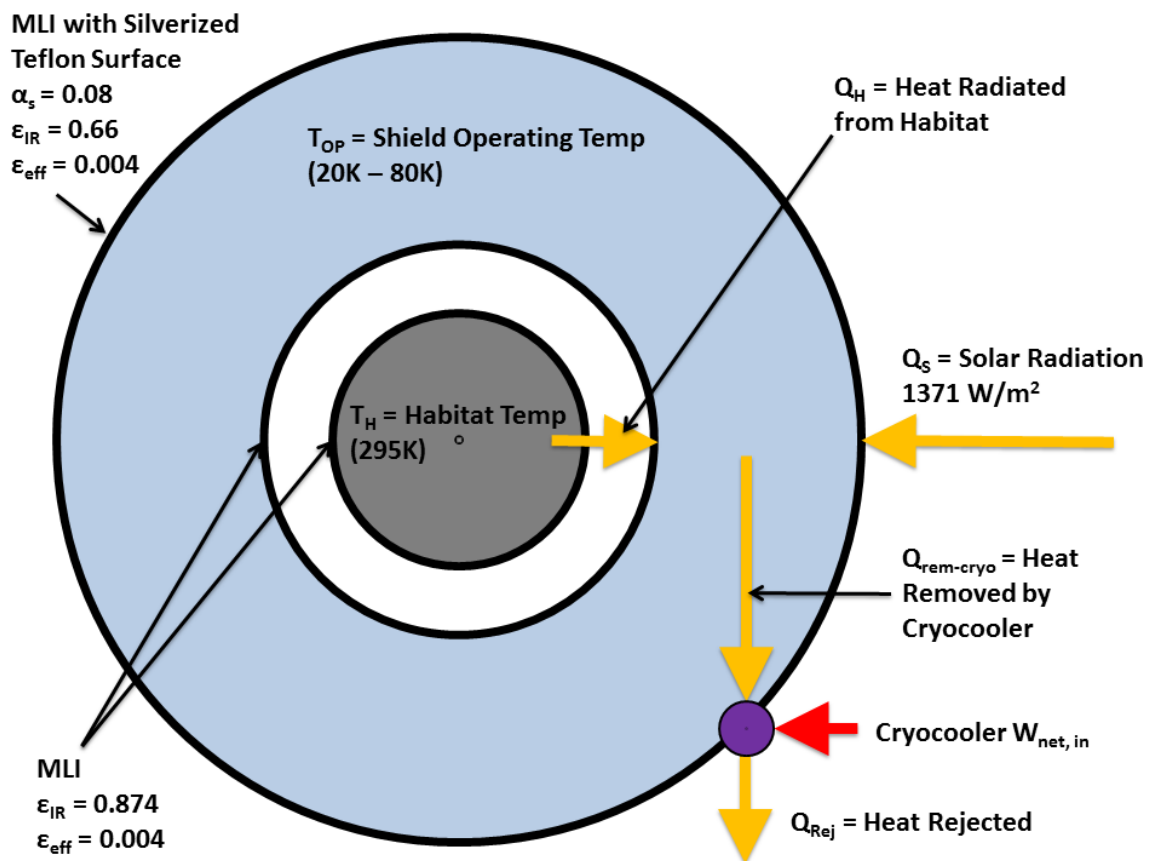 MLI with Silverized
Teflon Surface
αs = 0.08
εIR = 0.66
εeff = 0.004
TOP = Shield Operating Temp
(20K – 80K)
QH = Heat Radiated
from Habitat
TH = Habitat Temp
(295K)
QS = Solar Radiation
1371 W/m²
Qrem-cryo = Heat
Removed by
Cryocooler
Cryocooler Wnet, in
QRej = Heat Rejected
MLI
εIR = 0.874
εeff = 0.004